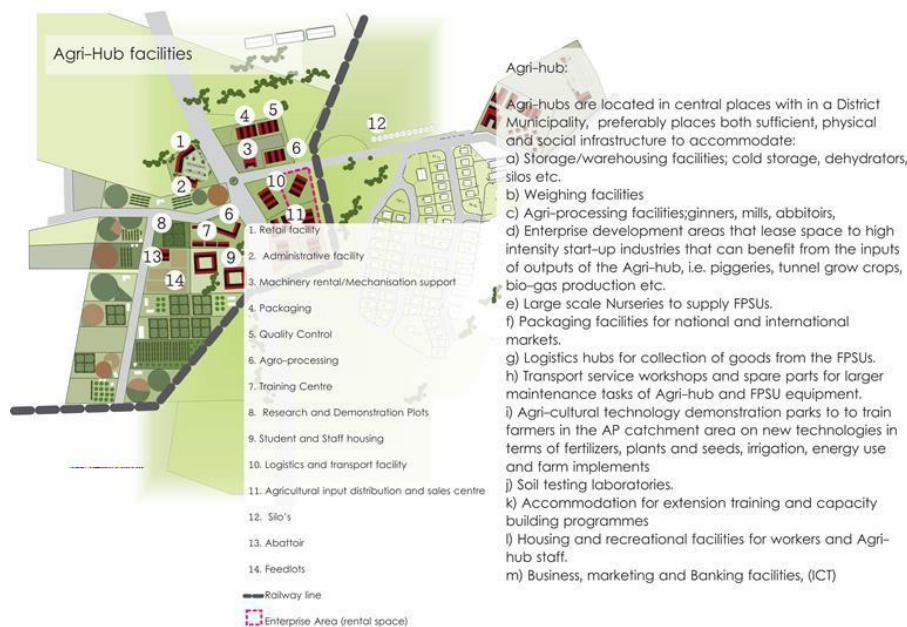 Agri-Hub facilities
1
2
3
4
5
6
10
11
12
6
7
8
9
13
14
1. Retail facility
2. Administrative facility
3. Machinery rental/Mechanisation support
4. Packaging
5. Quality Control
6. Agro-processing
7. Training Centre
8. Research and Demonstration Plots
9. Student and Staff housing
10. Logistics and transport facility
11. Agricultural input distribution and sales centre
12. Silo's
13. Abattoir
14. Feedlots
Railway line
Enterprise Area (rental space)
Agri-hub:
Agri-hubs are located in central places with in a District
Municipality, preferably places both sufficient, physical
and social infrastructure to accommodate:
a) Storage/warehousing facilities; cold storage, dehydrators,
silos etc.
b) Weighing facilities
c) Agri-processing facilities;ginners, mills, abbitoirs,
d) Enterprise development areas that lease space to high
intensity start-up industries that can benefit from the inputs
of outputs of the Agri-hub, i.e. piggeries, tunnel grow crops,
bio-gas production etc.
e) Large scale Nurseries to supply FPSUs.
f) Packaging facilities for national and international
markets.
g) Logistics hubs for collection of goods from the FPSUs.
h) Transport service workshops and spare parts for larger
maintenance tasks of Agri-hub and FPSU equipment.
i) Agri-cultural technology demonstration parks to to train
farmers in the AP catchment area on new technologies in
terms of fertilizers, plants and seeds, irrigation, energy use
and farm implements
j) Soil testing laboratories.
k) Accommodation for extension training and capacity
building programmes
l) Housing and recreational facilities for workers and Agri-
hub staff.
m) Business, marketing and Banking facilities, (ICT)